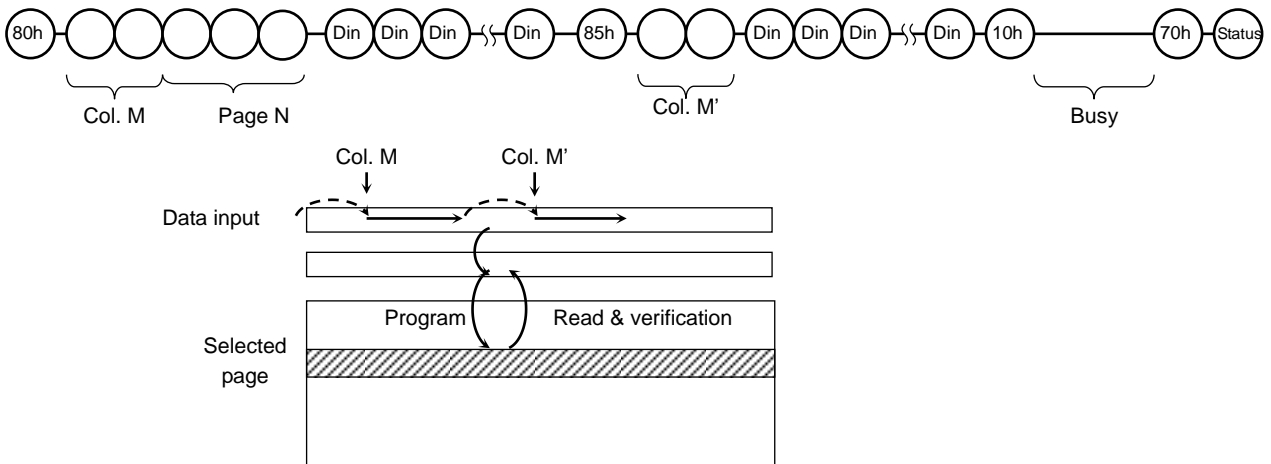 80h Din Din Din Din 85h Din Din Din Din 10h 70h Status
Col. M Page N Col. M’ Busy
Col. M Col. M’
Data input
Program Read & verification
Selected
page